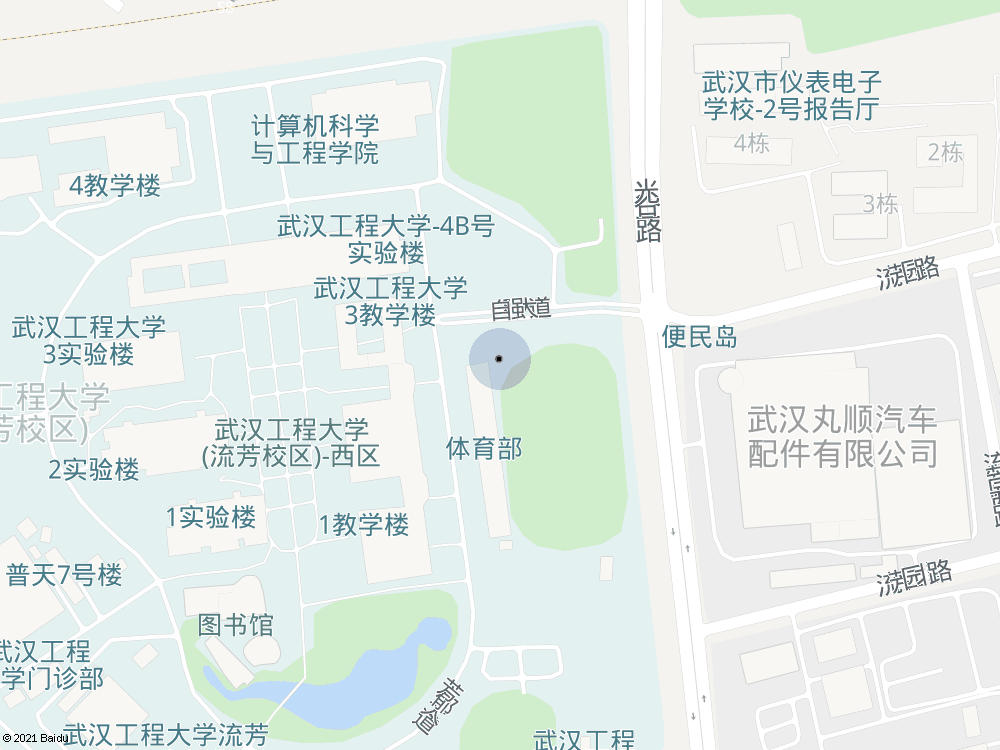 武汉市仪表电子
学校-2号报告厅
计算机科学
与工程学院
4栋
2栋
4教学楼
3栋
光谷路
武汉工程大学-4B号
实验楼
流园路
武汉工程大学
3教学楼
自强大道
武汉工程大学
3实验楼
便民岛
工程大学
芳校区)
武汉丸顺汽车
配件有限公司
武汉工程大学
(流芳校区)-西区
体育部
2实验楼
1实验楼
1教学楼
普天7号楼
流园路
图书馆
武汉工程
学门诊部
武汉工程大学流芳
武汉工程
© 2021 Baidu